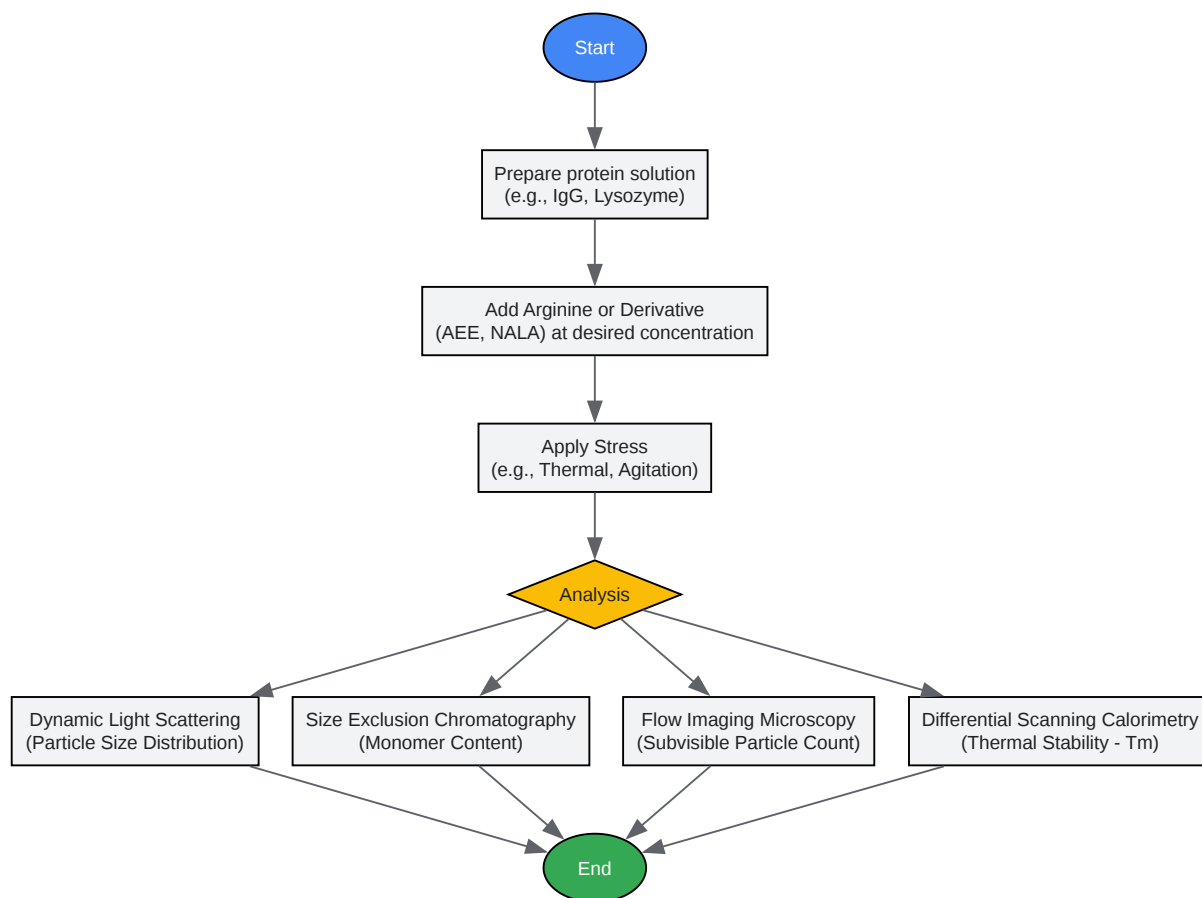 Start
Prepare protein solution
(e.g., IgG, Lysozyme)
Add Arginine or Derivative
(AEE, NALA) at desired concentration
Apply Stress
(e.g., Thermal, Agitation)
Analysis
Dynamic Light Scattering
(Particle Size Distribution)
Size Exclusion Chromatography
(Monomer Content)
Flow Imaging Microscopy
(Subvisible Particle Count)
Differential Scanning Calorimetry
(Thermal Stability - Tm)
End